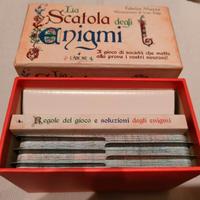 La
Scatola degli
Enigmi
Il gioco di società che mette
alla prova i vostri neuroni!
Regole del gioco e soluzioni degli enigmi